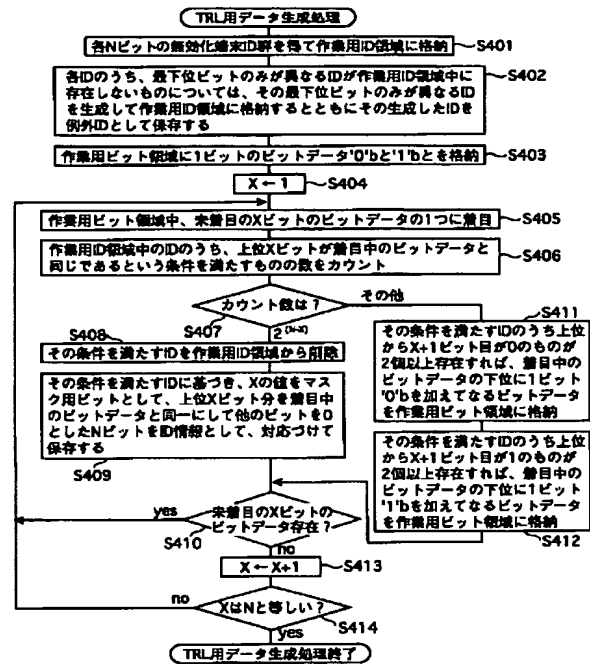 TRL用データ生成処理
各Nビットの無効化端末ID群を得て作業用ID領域に格納
S401
各IDのうち、最下位ビットのみが異なるIDが作業用ID領域中に
存在しないものについては、その最下位ビットのみが異なるID
を生成して作業用ID領域に格納するとともにその生成したIDを
例外IDとして保存する
S402
作業用ビット領域に1ビットのビットデータ'0'bと'1'bとを格納
S403
X←1
S404
作業用ビット領域中、未着目のXビットのビットデータの1つに着目
S405
作業用ID領域中のIDのうち、上位Xビットが着目中のビットデータと
同じであるという条件を満たすものの数をカウント
S406
カウント数は?
その他
S407
2^(N-X)
S408
その条件を満たすIDを作業用ID領域から削除
その条件を満たすIDに基づき、Xの値をマス
ク用ビットとして、上位Xビット分を着目中
のビットデータと同一にして他のビットを0
としたNビットをID情報として、対応づけて
保存する
S409
S411
その条件を満たすIDのうち上位
からX+1ビット目が0のものが
2個以上存在すれば、着目中の
ビットデータの下位に1ビット
'0'bを加えてなるビットデータ
を作業用ビット領域に格納
その条件を満たすIDのうち上位
からX+1ビット目が1のものが
2個以上存在すれば、着目中の
ビットデータの下位に1ビット
'1'bを加えてなるビットデータ
を作業用ビット領域に格納
S412
yes
未着目のXビットの
ビットデータ存在?
S410
no
X←X+1
S413
no
XはNと等しい?
S414
yes
TRL用データ生成処理終了